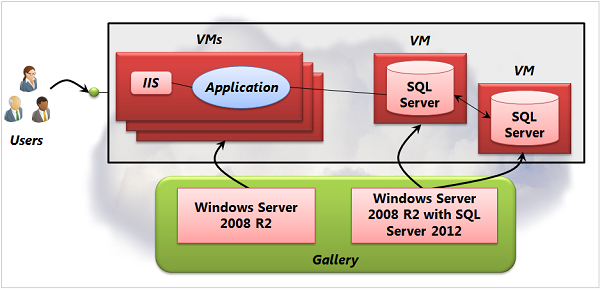 VMs
VM
VM
IIS
Application
SQL
Server
SQL
Server
Users
Windows Server
2008 R2
Windows Server
2008 R2 with SQL
Server 2012
Gallery